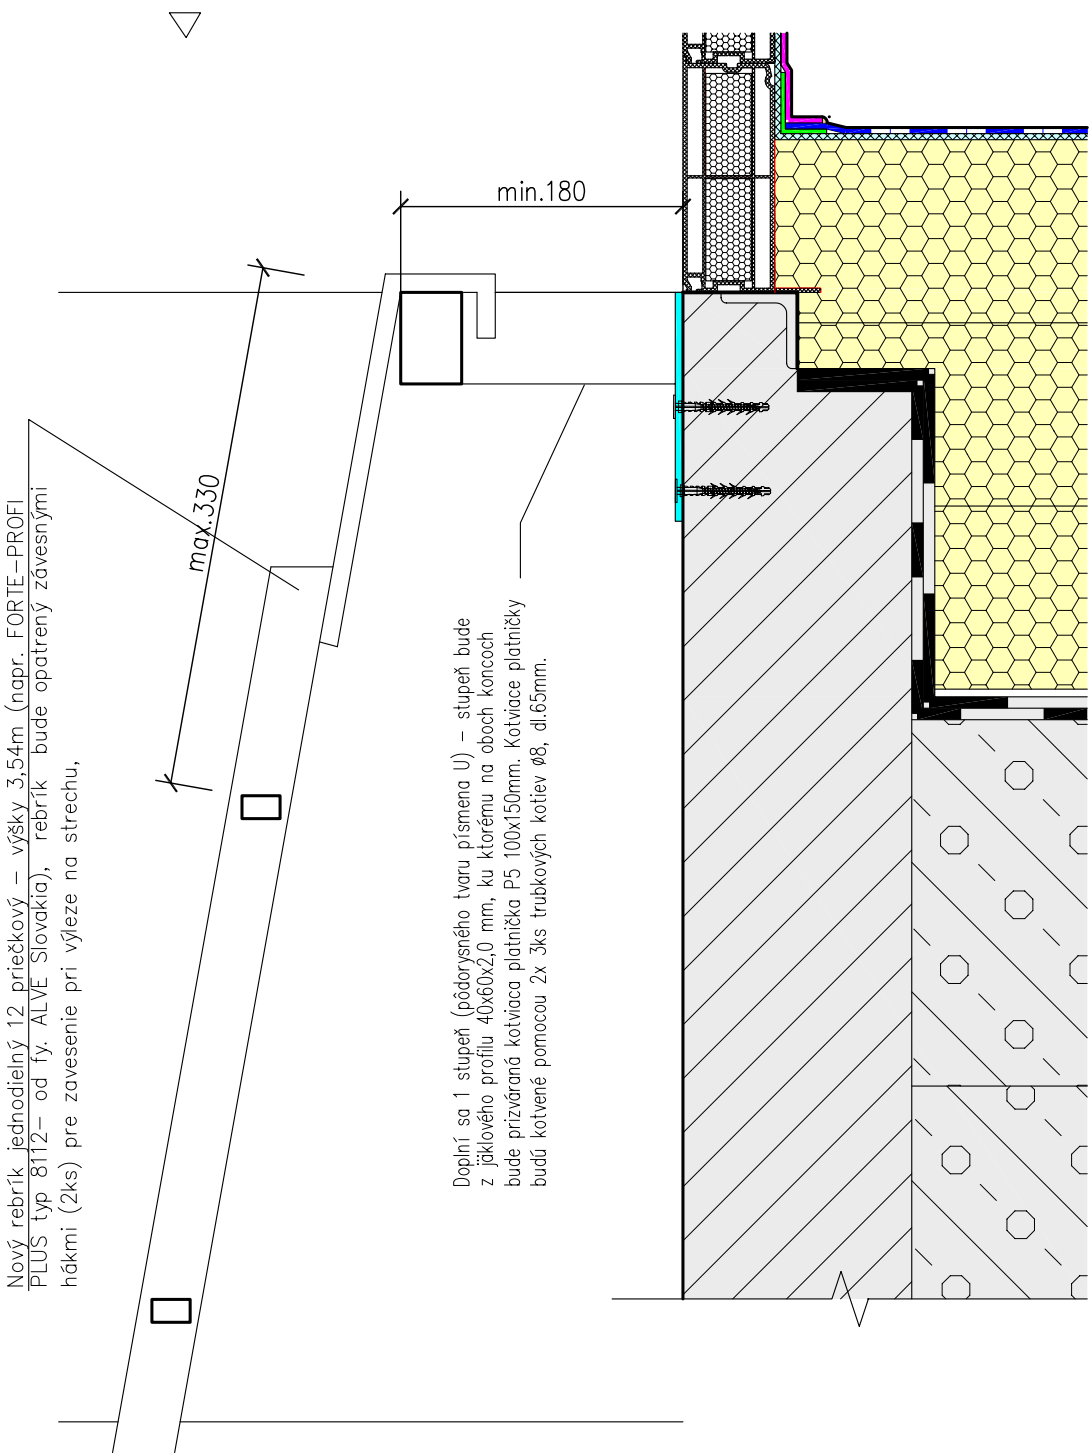 min.180
max.330
Nový rebrík jednodielný 12 priečkový – výšky 3,54m (napr. FORTE–PROFI
PLUS typ 8112– od fy. ALVE Slovakia), rebrík bude opatrený závesnými
hákmi (2ks) pre zavesenie pri výleze na strechu,
Doplní sa 1 stupeň (pôdorysného tvaru písmena U) – stupeň bude
z jäklového profilu 40x60x2,0 mm, ku ktorému na oboch koncoch
bude prizváraná kotviaca platnička P5 100x150mm. Kotviace platničky
budú kotvené pomocou 2x 3ks trubkových kotiev ø8, dl.65mm.